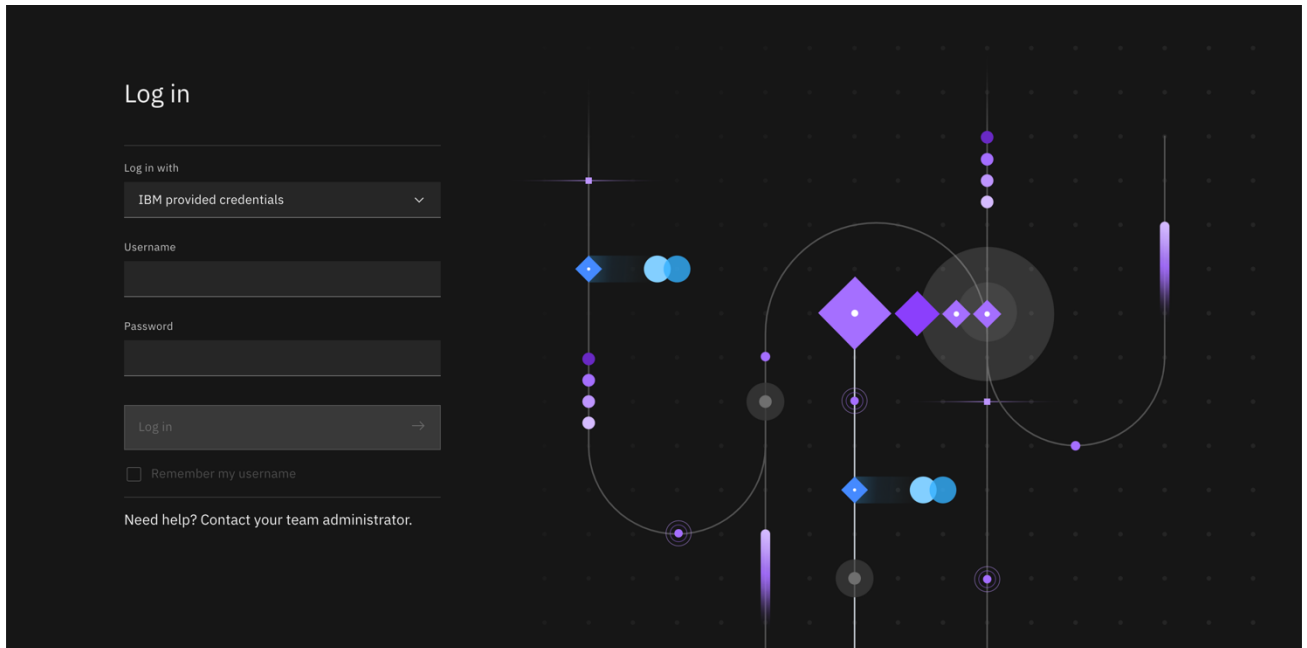 Log in
Log in with
IBM provided credentials
Username
Password
Log in
Remember my username
Need help? Contact your team administrator.